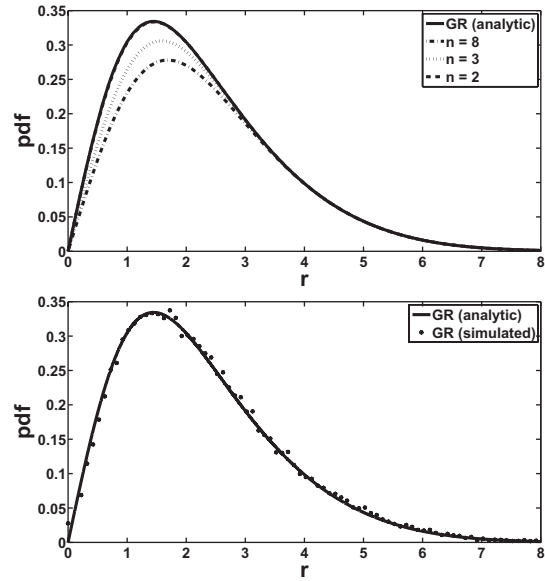 0.35
0.3
0.25
0.2
0.15
0.1
0.05
0
pdf
GR (analytic)
n = 8
n = 3
n = 2
0 1 2 3 4 5 6 7 8
r
0.35
0.3
0.25
0.2
0.15
0.1
0.05
0
pdf
GR (analytic)
GR (simulated)
0 1 2 3 4 5 6 7 8
r